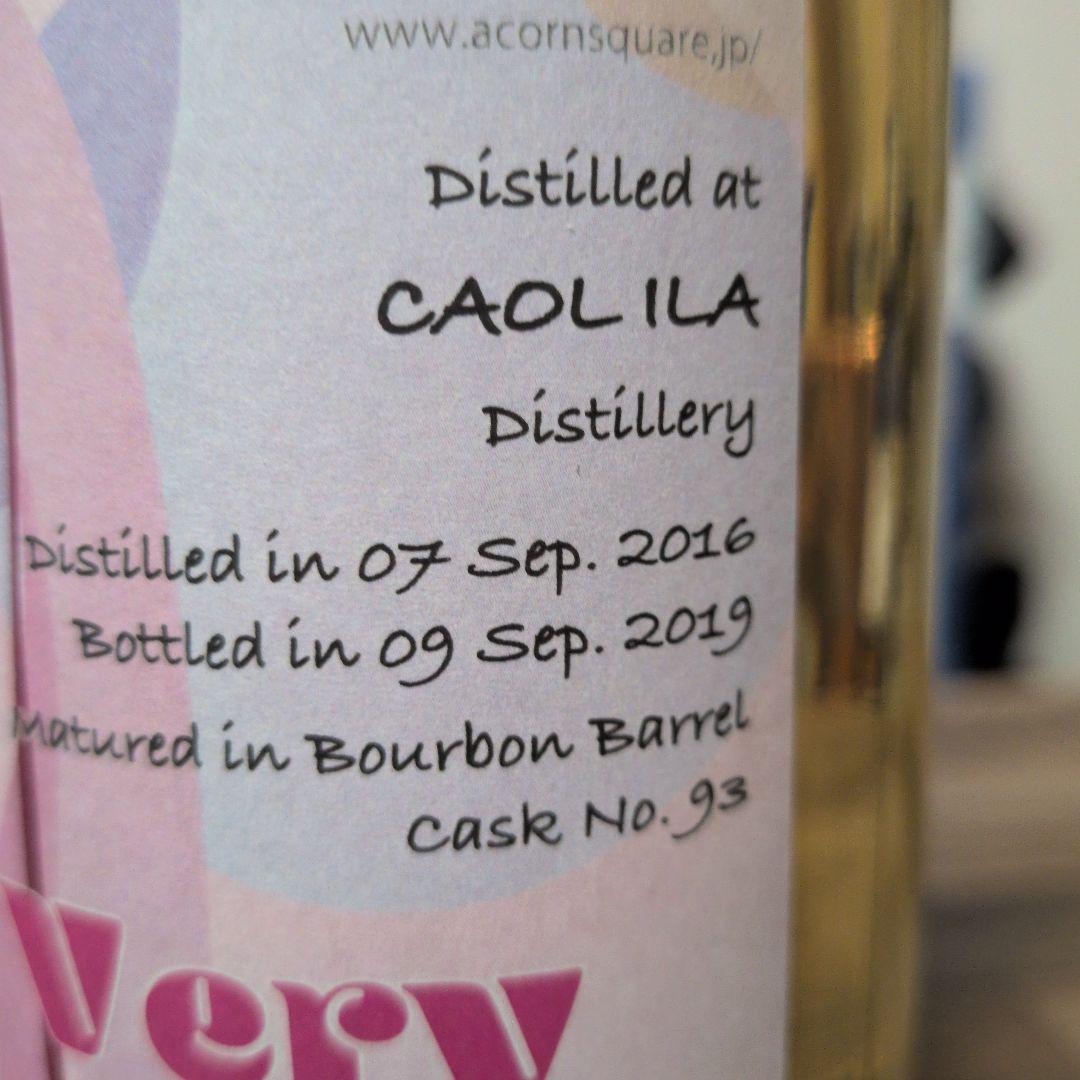 www.acornsquare.jp/
Distilled at
CAOL ILA
Distillery
Distilled in 07 Sep. 2016
Bottled in 09 Sep. 2019
Matured in Bourbon Barrel
Cask No. 93
Very